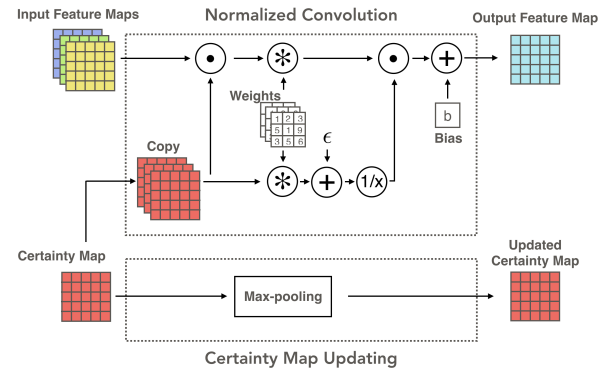 Normalized Convolution
Input Feature Maps
Output Feature Map
Weights
1 2 3
5 1 9
3 5 6
b
Bias
ϵ
Copy
1/x
Certainty Map
Updated
Certainty Map
Max-pooling
Certainty Map Updating